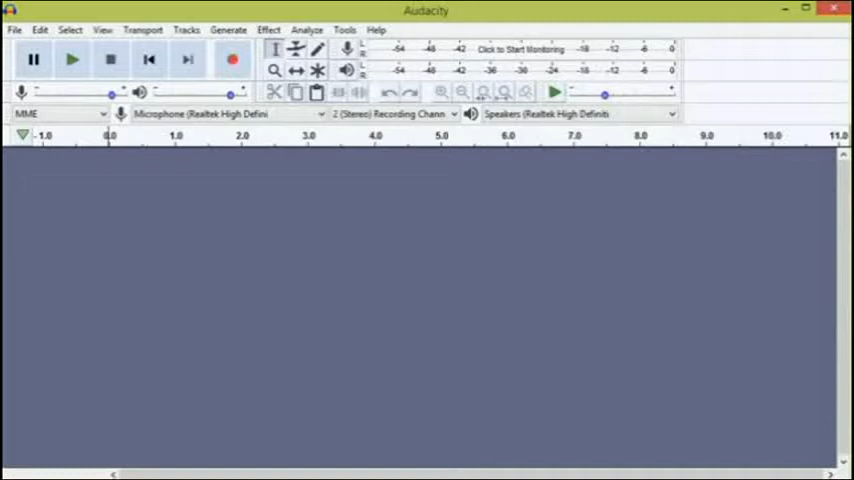 Audacity
File Edit Select View Transport Tracks Generate Effect Analyze Tools Help
L R -54 -48 -42 Click to Start Monitoring -18 -12 -6 0
L R -54 -48 -42 -36 -30 -24 -18 -12 -6 0
MME Microphone (Realtek High Defini 2 (Stereo) Recording Chann Speakers (Realtek High Definiti
-1.0 0.0 1.0 2.0 3.0 4.0 5.0 6.0 7.0 8.0 9.0 10.0 11.0